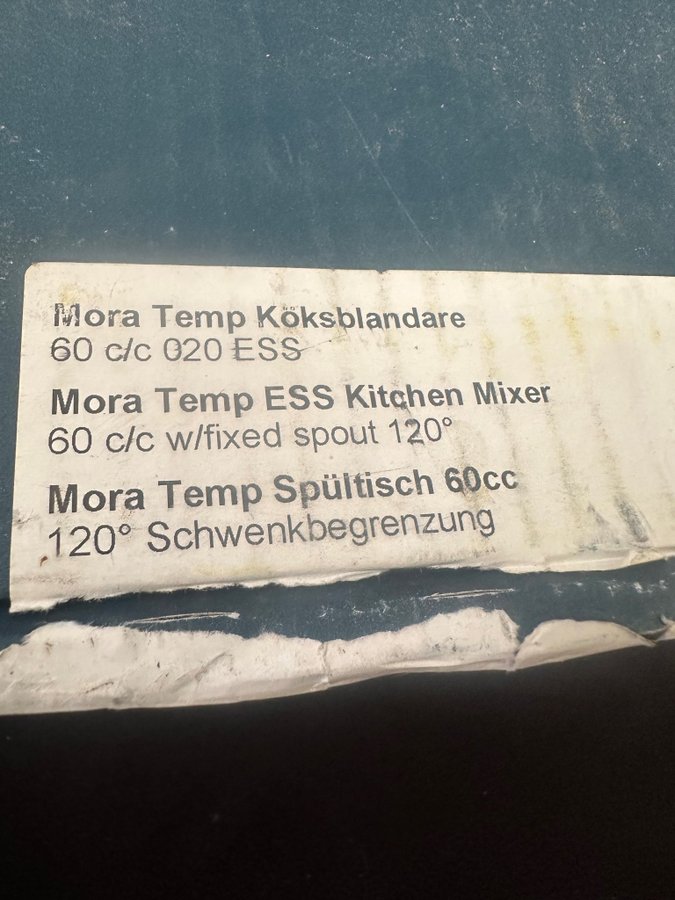 Mora Temp Köksblandare
60 c/c 020 ESS
Mora Temp ESS Kitchen Mixer
60 c/c w/fixed spout 120°
Mora Temp Spültisch 60cc
120° Schwenkbegrenzung